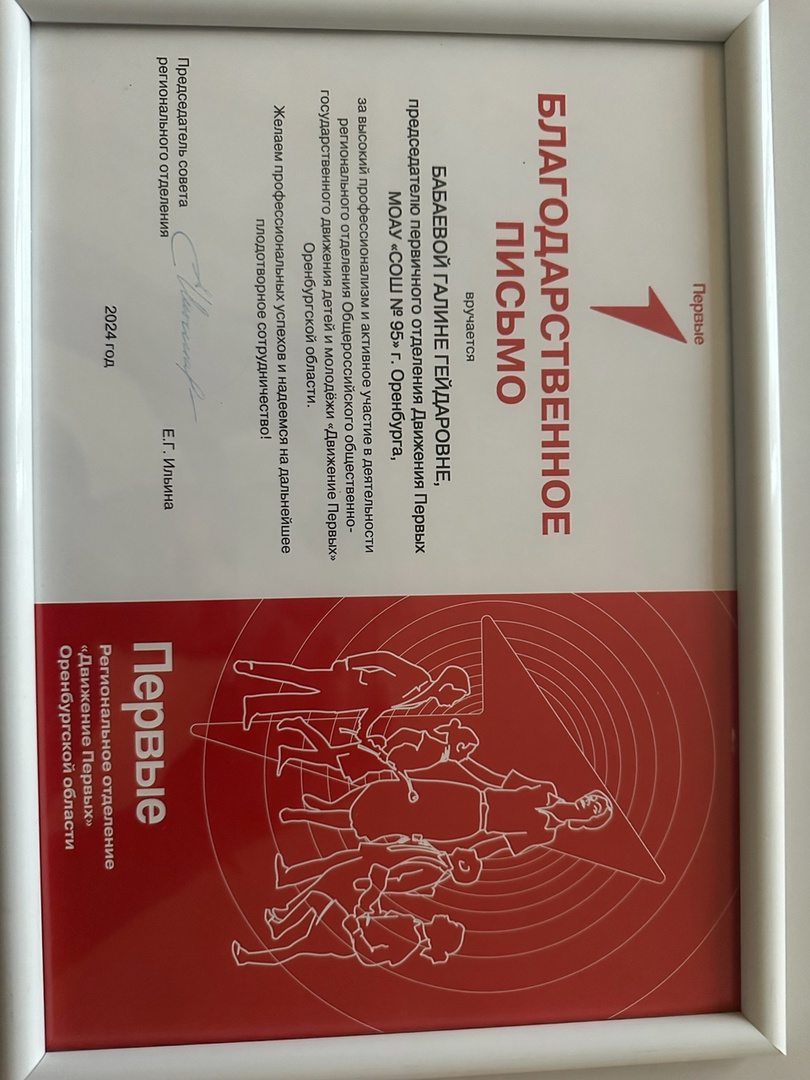 Первые
БЛАГОДАРСТВЕННОЕ
ПИСЬМО
вручается
БАБАЕВОЙ ГАЛИНЕ ГЕЙДАРОВНЕ,
председателю первичного отделения Движения Первых
МОАУ «СОШ № 95» г. Оренбурга,
за высокий профессионализм и активное участие в деятельности
регионального отделения Общероссийского общественно-
государственного движения детей и молодёжи «Движение Первых»
Оренбургской области.
Желаем профессиональных успехов и надеемся на дальнейшее
плодотворное сотрудничество!
Председатель совета
регионального отделения
Е.Г. Ильина
2024 год
Первые
Региональное отделение
«Движение Первых»
Оренбургской области